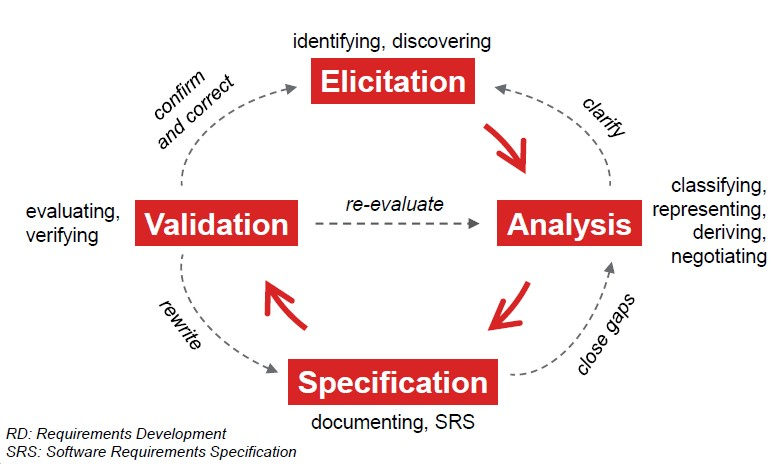 identifying, discovering
Elicitation
confirm
and correct
clarify
evaluating,
verifying
Validation
re-evaluate
Analysis
classifying,
representing,
deriving,
negotiating
rewrite
close gaps
Specification
documenting, SRS
RD: Requirements Development
SRS: Software Requirements Specification